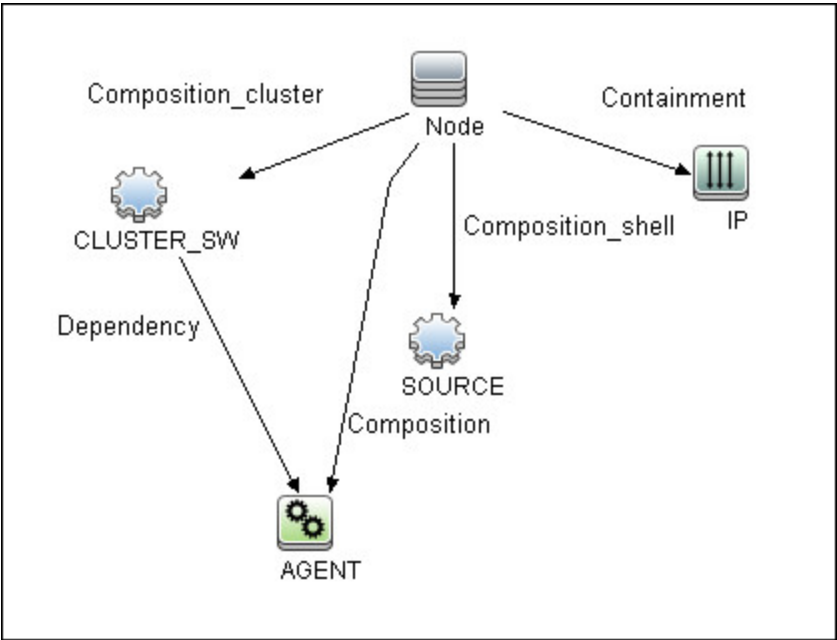 Composition_cluster
Containment
Node
Composition_shell
IP
CLUSTER_SW
Dependency
SOURCE
Composition
AGENT